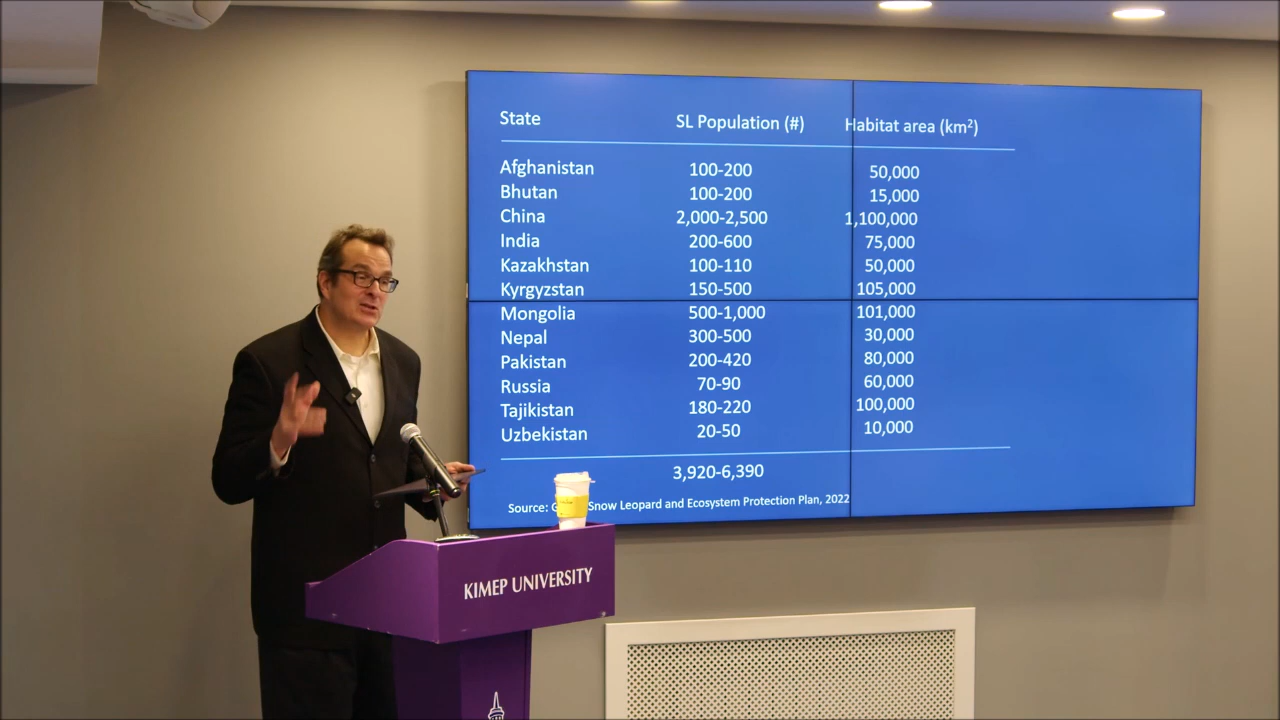 State SL Population (#) Habitat area (km²)
Afghanistan 100-200 50,000
Bhutan 100-200 15,000
China 2,000-2,500 1,100,000
India 200-600 75,000
Kazakhstan 100-110 50,000
Kyrgyzstan 150-500 105,000
Mongolia 500-1,000 101,000
Nepal 300-500 30,000
Pakistan 200-420 80,000
Russia 70-90 60,000
Tajikistan 180-220 100,000
Uzbekistan 20-50 10,000
3,920-6,390
Source: Snow Leopard and Ecosystem Protection Plan, 2022
KIMEP UNIVERSITY